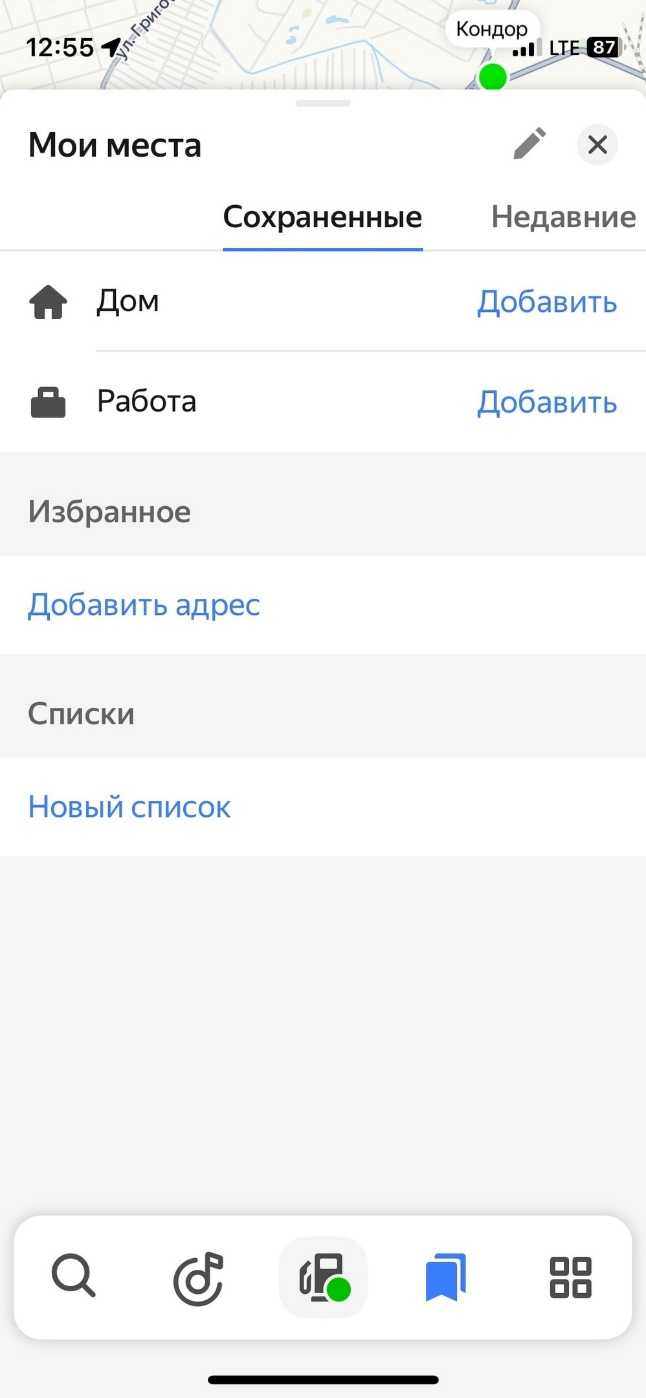 Кондор
12:55
LTE 87
Мои места
Сохраненные
Недавние
Дом
Добавить
Работа
Добавить
Избранное
Добавить адрес
Списки
Новый список